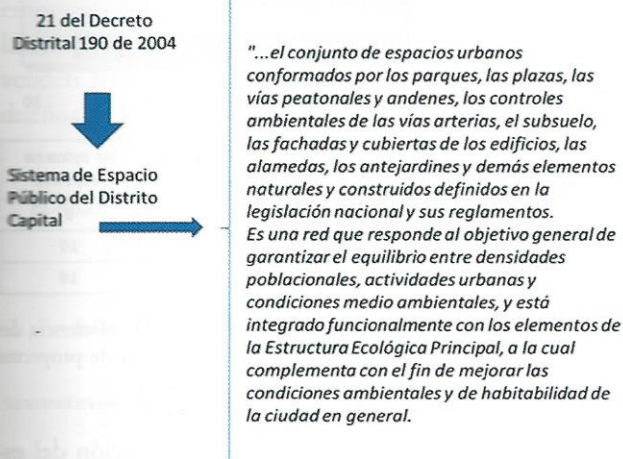 21 del Decreto
Distrital 190 de 2004
Sistema de Espacio
Público del Distrito
Capital
"...el conjunto de espacios urbanos
conformados por los parques, las plazas, las
vías peatonales y andenes, los controles
ambientales de las vías arterias, el subsuelo,
las fachadas y cubiertas de los edificios, las
alamedas, los antejardines y demás elementos
naturales y construidos definidos en la
legislación nacional y sus reglamentos.
Es una red que responde al objetivo general de
garantizar el equilibrio entre densidades
poblacionales, actividades urbanas y
condiciones medio ambientales, y está
integrado funcionalmente con los elementos de
la Estructura Ecológica Principal, a la cual
complementa con el fin de mejorar las
condiciones ambientales y de habitabilidad de
la ciudad en general.